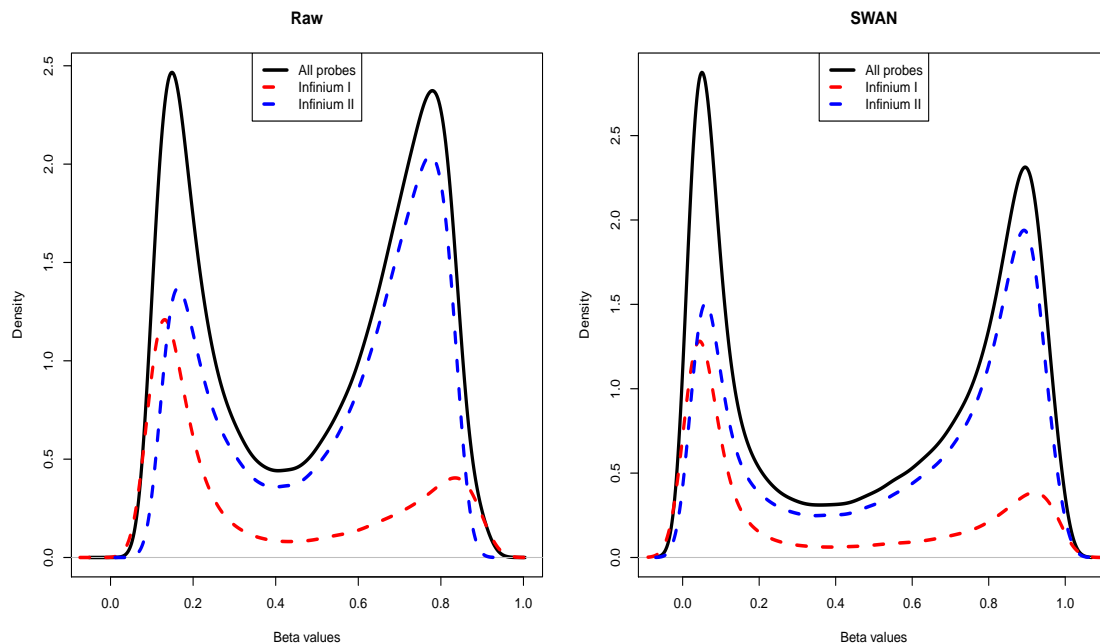 Raw
SWAN
All probes
Infinium I
Infinium II
All probes
Infinium I
Infinium II
Density
2.5
2.0
1.5
1.0
0.5
0.0
0.0 0.2 0.4 0.6 0.8 1.0
Beta values
Density
2.5
2.0
1.5
1.0
0.5
0.0
0.0 0.2 0.4 0.6 0.8 1.0
Beta values